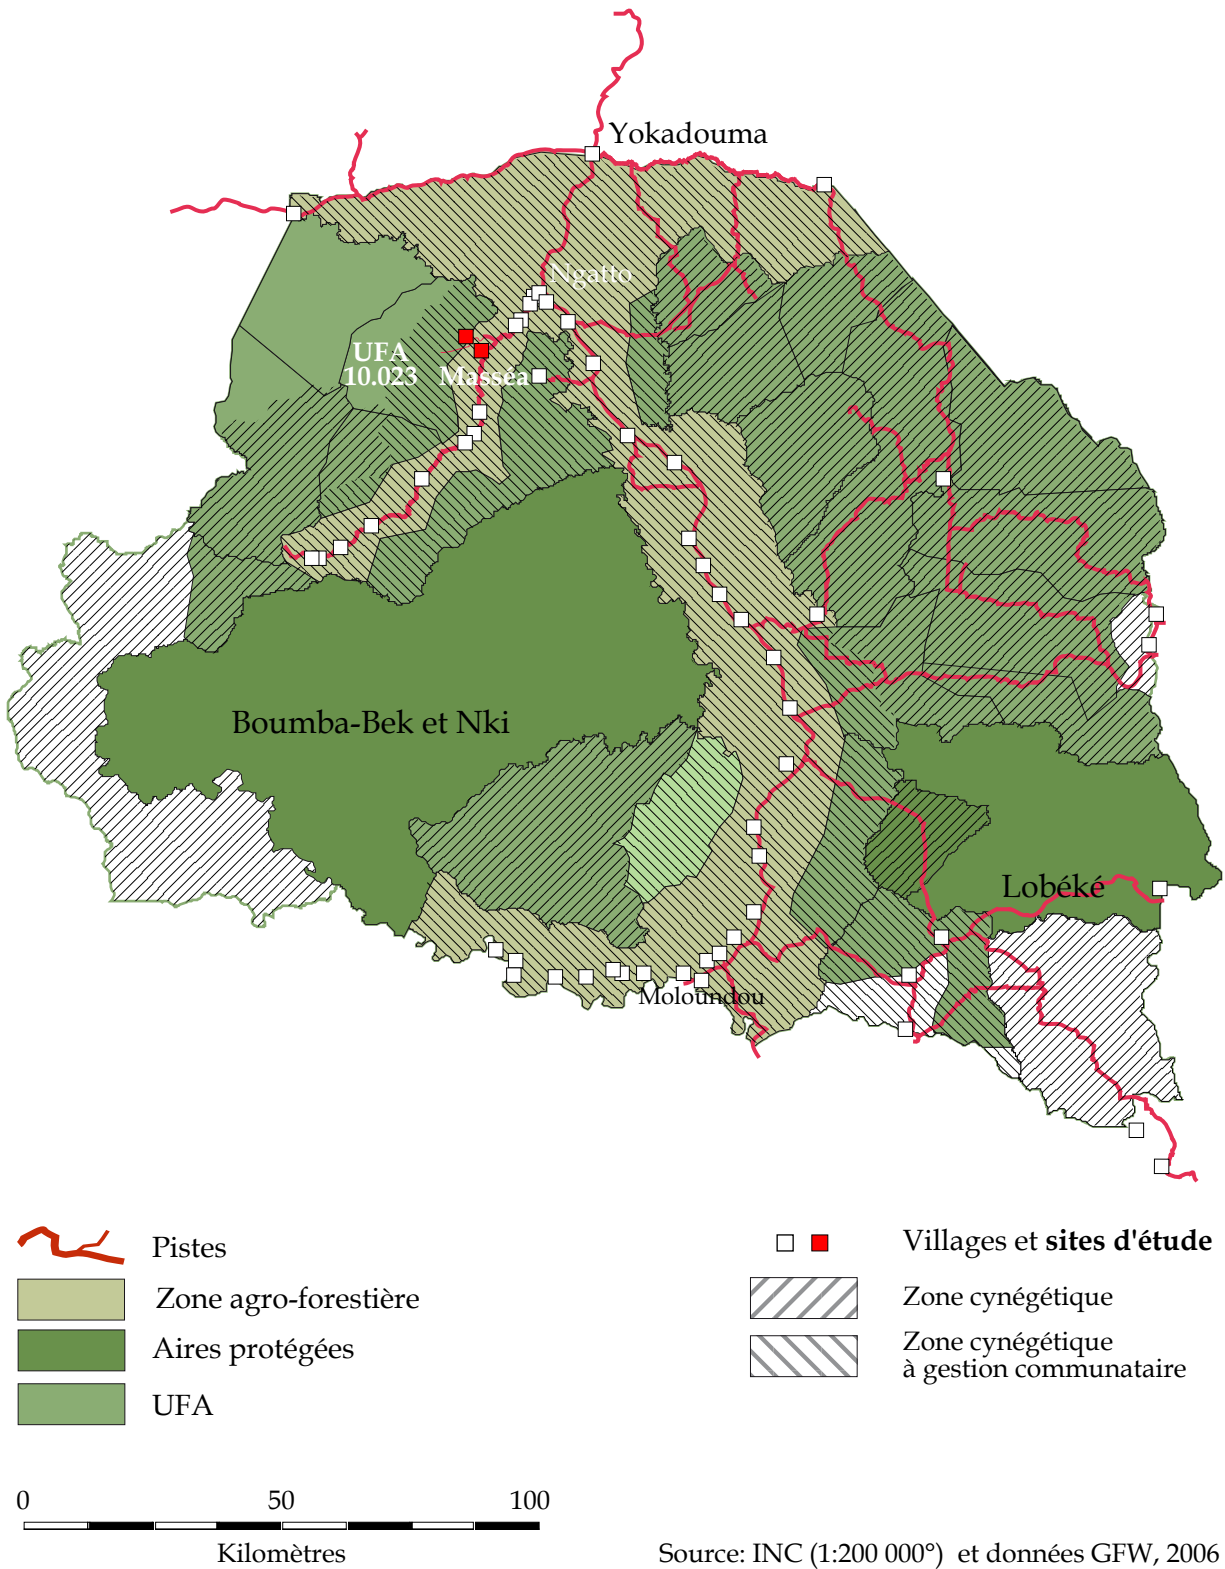 Yokadouma
Ngatto
UFA
10.023
Masséa
Boumba-Bek et Nki
Lobéké
Moloundou
Pistes
Zone agro-forestière
Aires protégées
UFA
Villages et sites d'étude
Zone cynégétique
Zone cynégétique
à gestion communataire
0 50 100
Kilomètres
Source: INC (1:200 000°) et données GFW, 2006